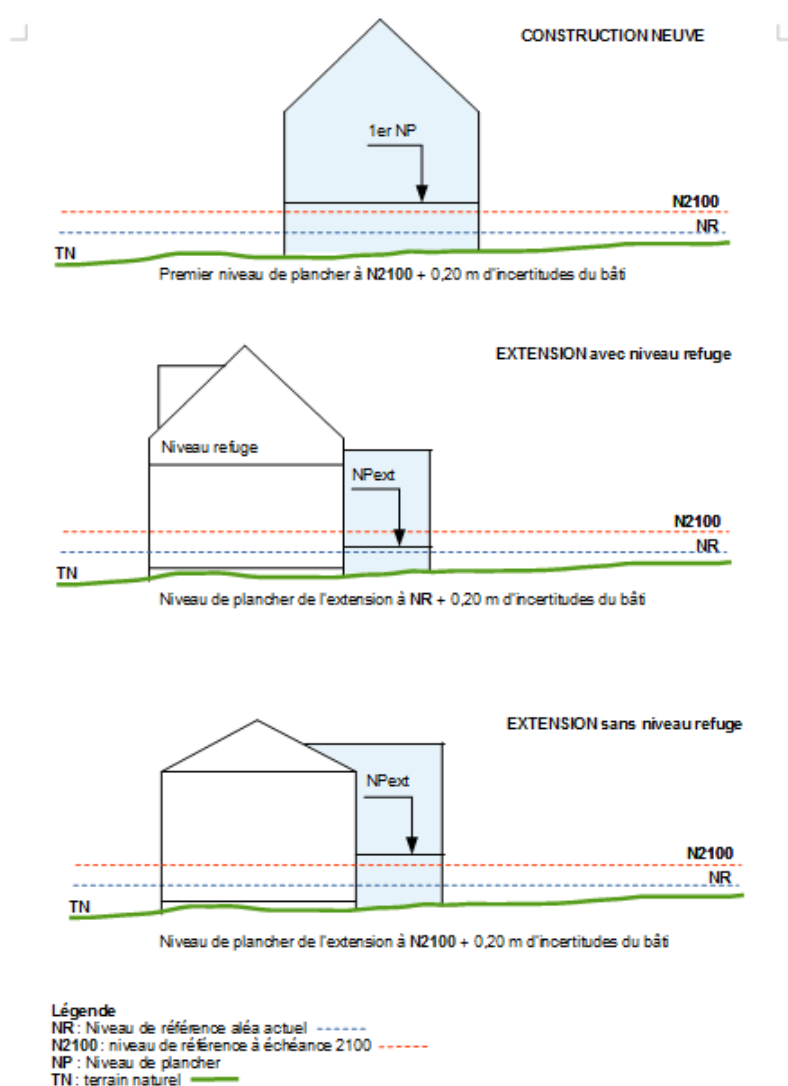 CONSTRUCTION NEUVE
1er NP
N2100
NR
TN
Premier niveau de plancher à N2100 + 0,20 m d'incertitudes du bâti
EXTENSION avec niveau refuge
Niveau refuge
NPext
N2100
NR
TN
Niveau de plancher de l'extension à NR + 0,20 m d'incertitudes du bâti
EXTENSION sans niveau refuge
NPext
N2100
NR
TN
Niveau de plancher de l'extension à N2100 + 0,20 m d'incertitudes du bâti
Légende
NR : Niveau de référence aléa actuel
N2100 : niveau de référence à échéance 2100
NP : Niveau de plancher
TN : terrain naturel